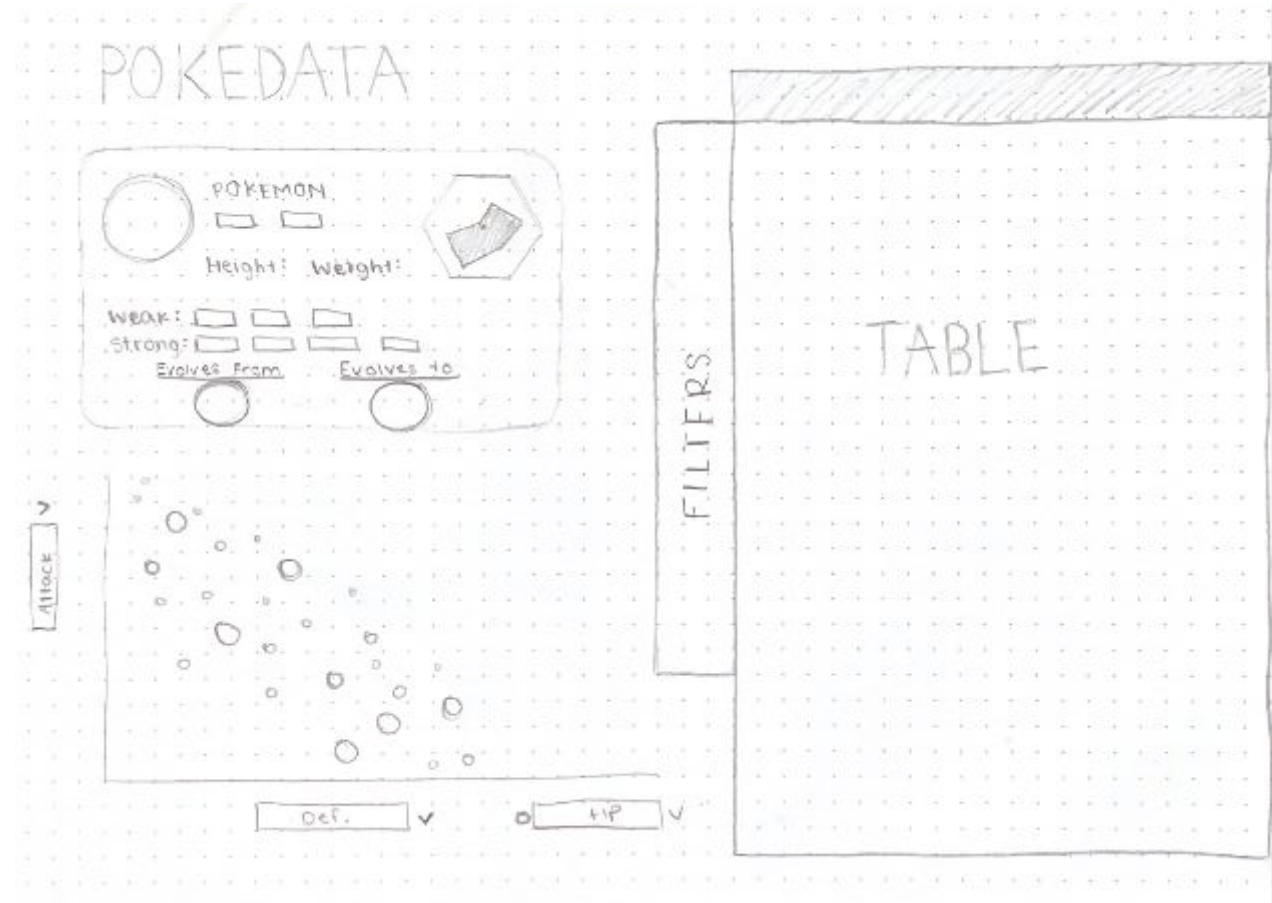 POKEDATA
POKEMON
Height: Weight:
Weak:
Strong:
Evolves From Evolves to
Attack
Def.
HP
FILTERS
TABLE